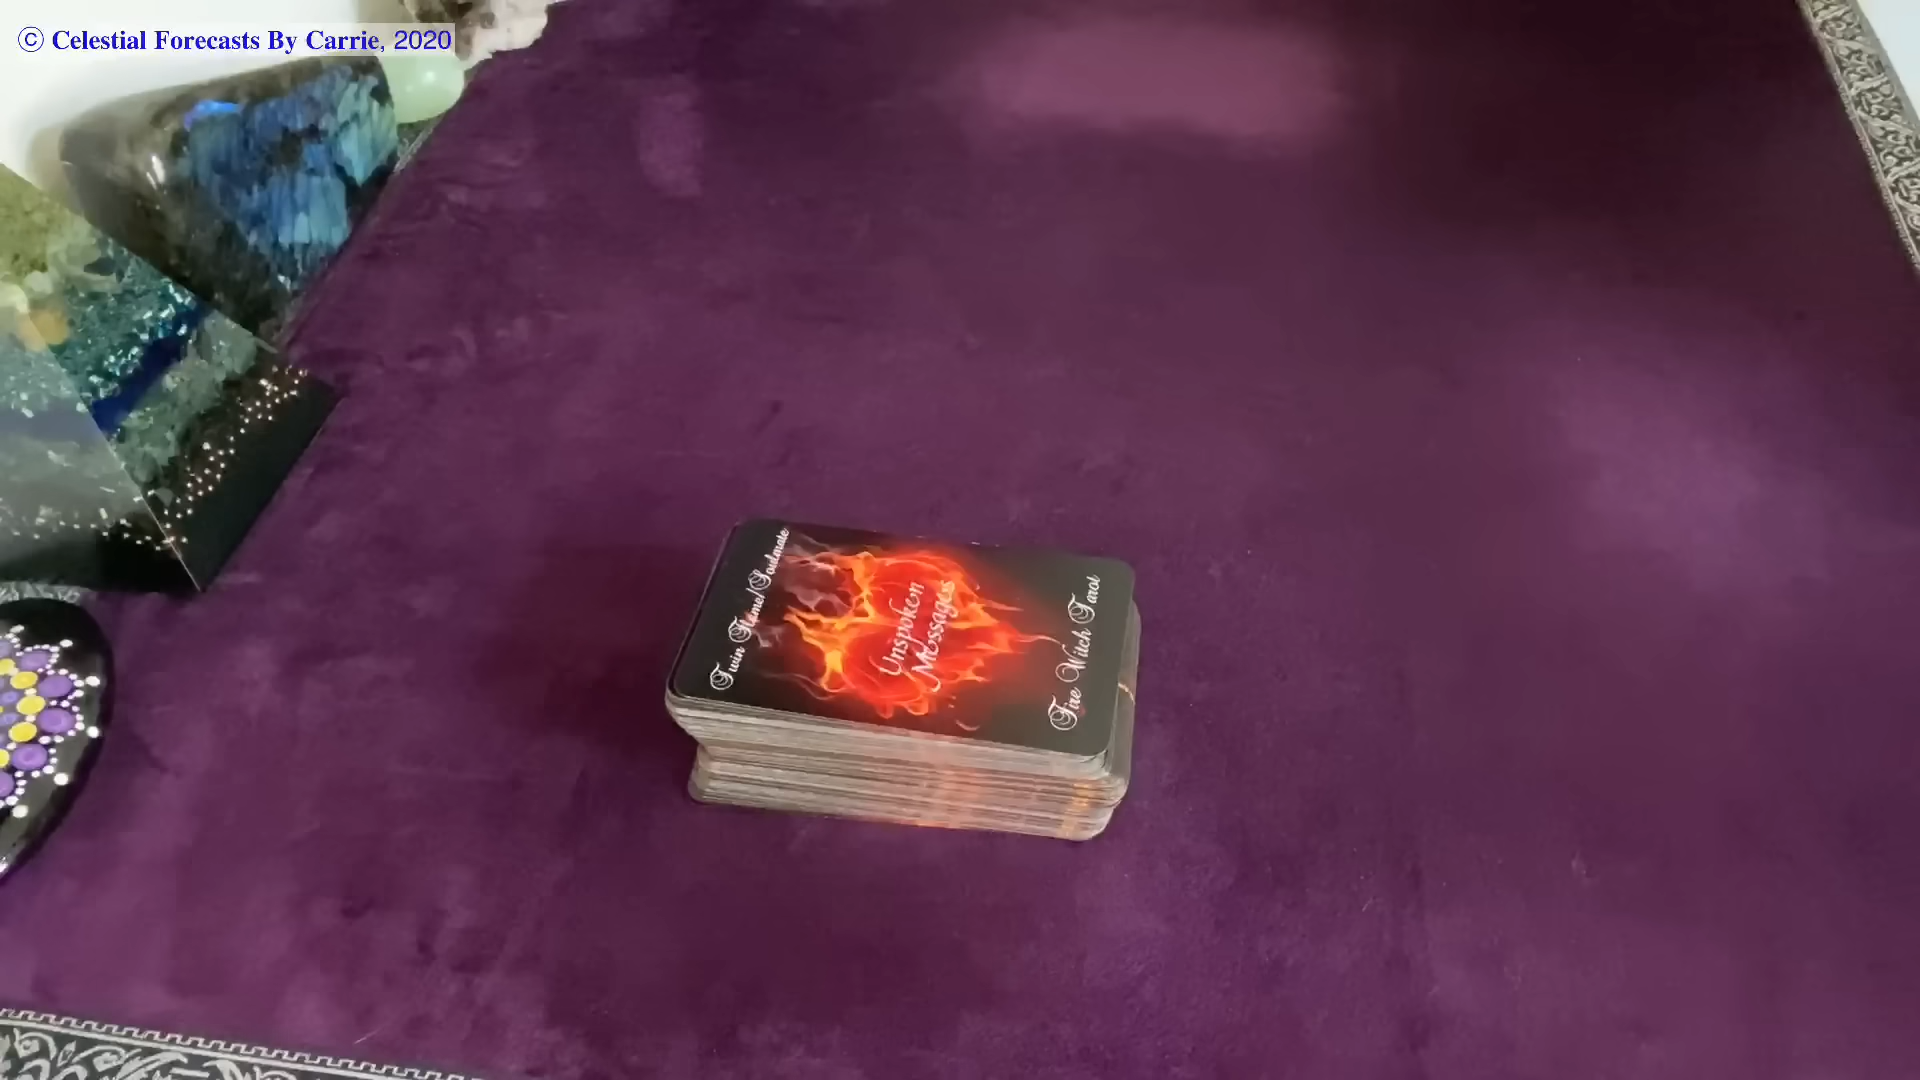 © Celestial Forecasts By Carrie, 2020
Twin Flame/Soulmate
Unspoken
Messages
Fire Witch Tarot